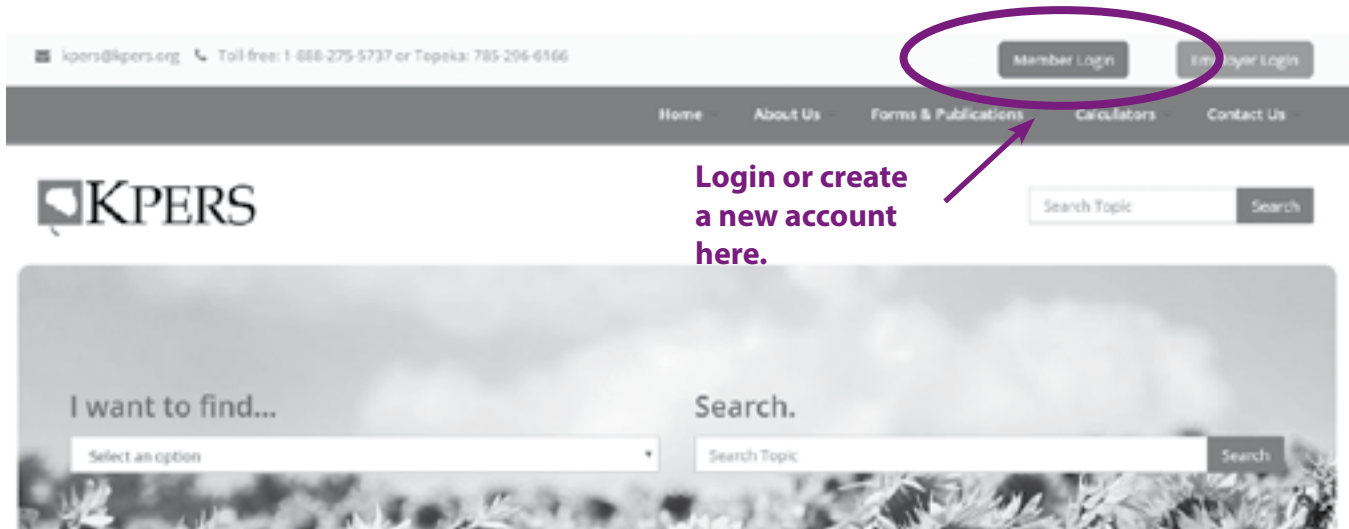 kpers@kpers.org Toll-free: 1-888-275-5737 or Topeka: 785-296-6166
Member Login
Employer Login
Home About Us Forms & Publications Calculators Contact Us
KPERS
Login or create
a new account
here.
Search Topic Search
I want to find...
Select an option
Search.
Search Topic Search